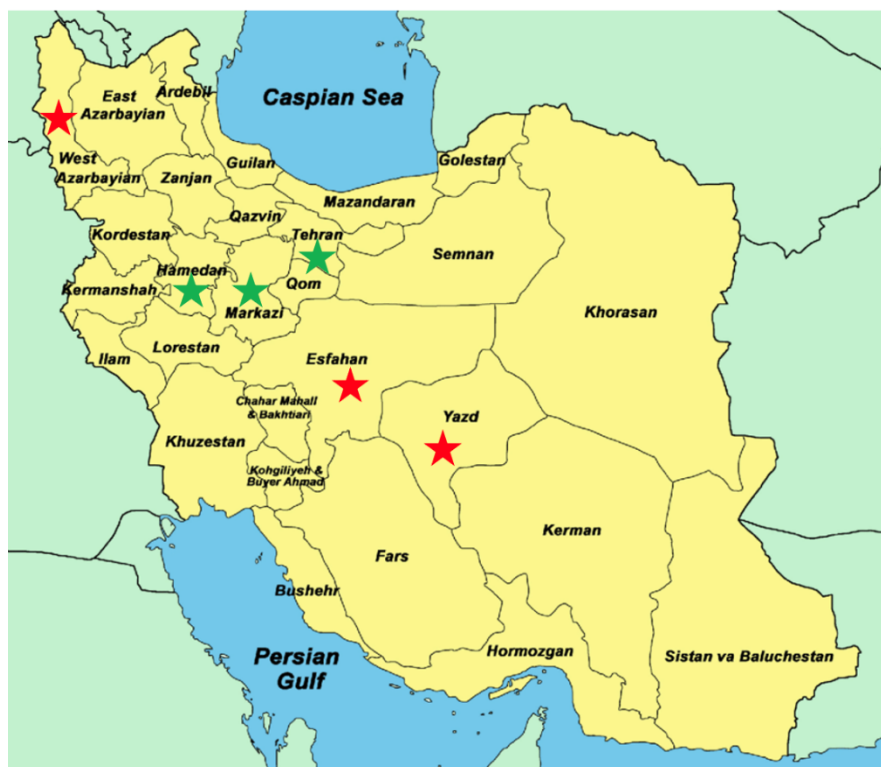 Caspian Sea
East
Azarbayian
Ardebil
West
Azarbayian
Zanjan
Guilan
Golestan
Mazandaran
Qazvin
Tehran
Kordestan
Semnan
Hamedan
Kermanshah
Qom
Markazi
Khorasan
Lorestan
Ilam
Esfahan
Chahar Mahall
& Bakhtiari
Yazd
Khuzestan
Kohgiliyeh &
Buyer Ahmad
Kerman
Fars
Bushehr
Hormozgan
Sistan va Baluchestan
Persian
Gulf